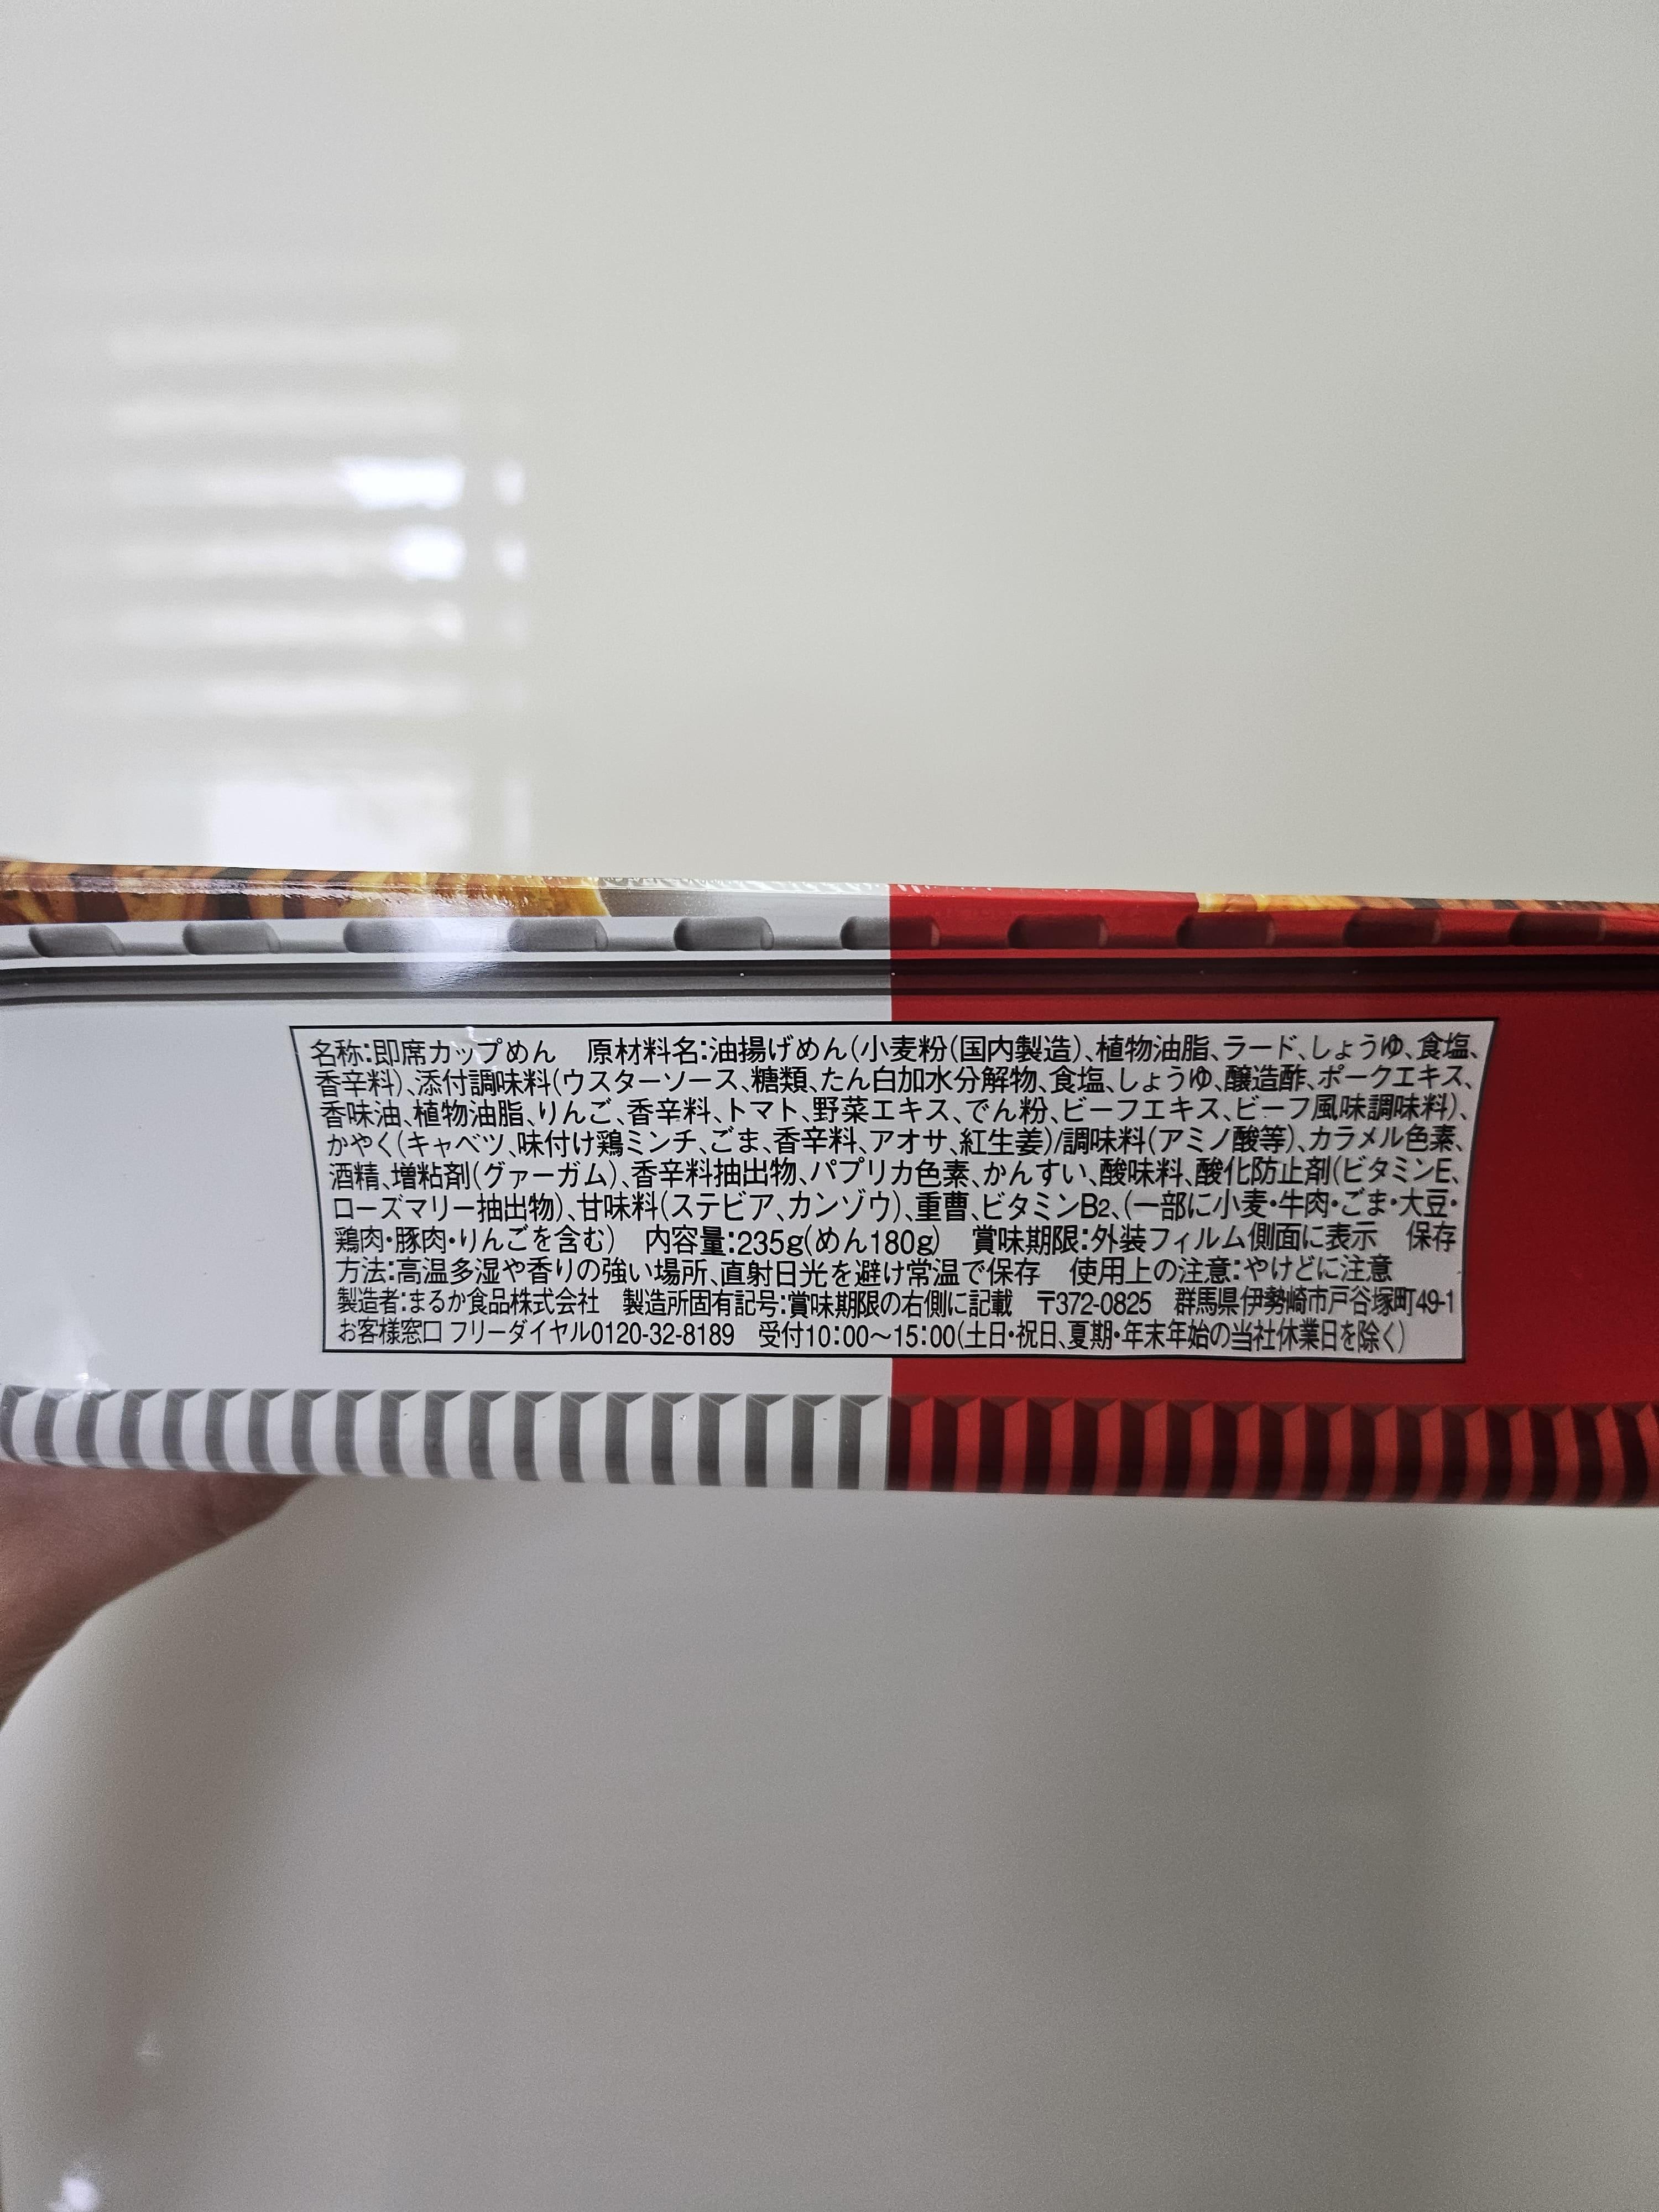 名称:即席カップめん　原材料名:油揚げめん(小麦粉(国内製造)、植物油脂、ラード、しょうゆ、食塩、
香辛料)、添付調味料(ウスターソース、糖類、たん白加水分解物、食塩、しょうゆ、醸造酢、ポークエキス、
香味油、植物油脂、りんご、香辛料、トマト、野菜エキス、でん粉、ビーフエキス、ビーフ風味調味料)、
かやく(キャベツ、味付け鶏ミンチ、ごま、香辛料、アオサ、紅生姜)/調味料(アミノ酸等)、カラメル色素、
酒精、増粘剤(グァーガム)、香辛料抽出物、パプリカ色素、かんすい、酸味料、酸化防止剤(ビタミンE、
ローズマリー抽出物)、甘味料(ステビア、カンゾウ)、重曹、ビタミンB2、(一部に小麦・牛肉・ごま・大豆・
鶏肉・豚肉・りんごを含む)　内容量:235g(めん180g)　賞味期限:外装フィルム側面に表示　保存
方法:高温多湿や香りの強い場所、直射日光を避け常温で保存　使用上の注意:やけどに注意
製造者:まるか食品株式会社　製造所固有記号:賞味期限の右側に記載　〒372-0825　群馬県伊勢崎市戸谷塚町49-1
お客様窓口 フリーダイヤル0120-32-8189　受付10:00〜15:00(土日・祝日、夏期・年末年始の当社休業日を除く)